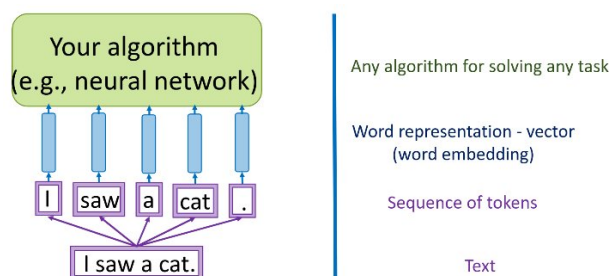 Your algorithm
(e.g., neural network)
Any algorithm for solving any task
Word representation - vector
(word embedding)
I saw a cat .
Sequence of tokens
I saw a cat.
Text